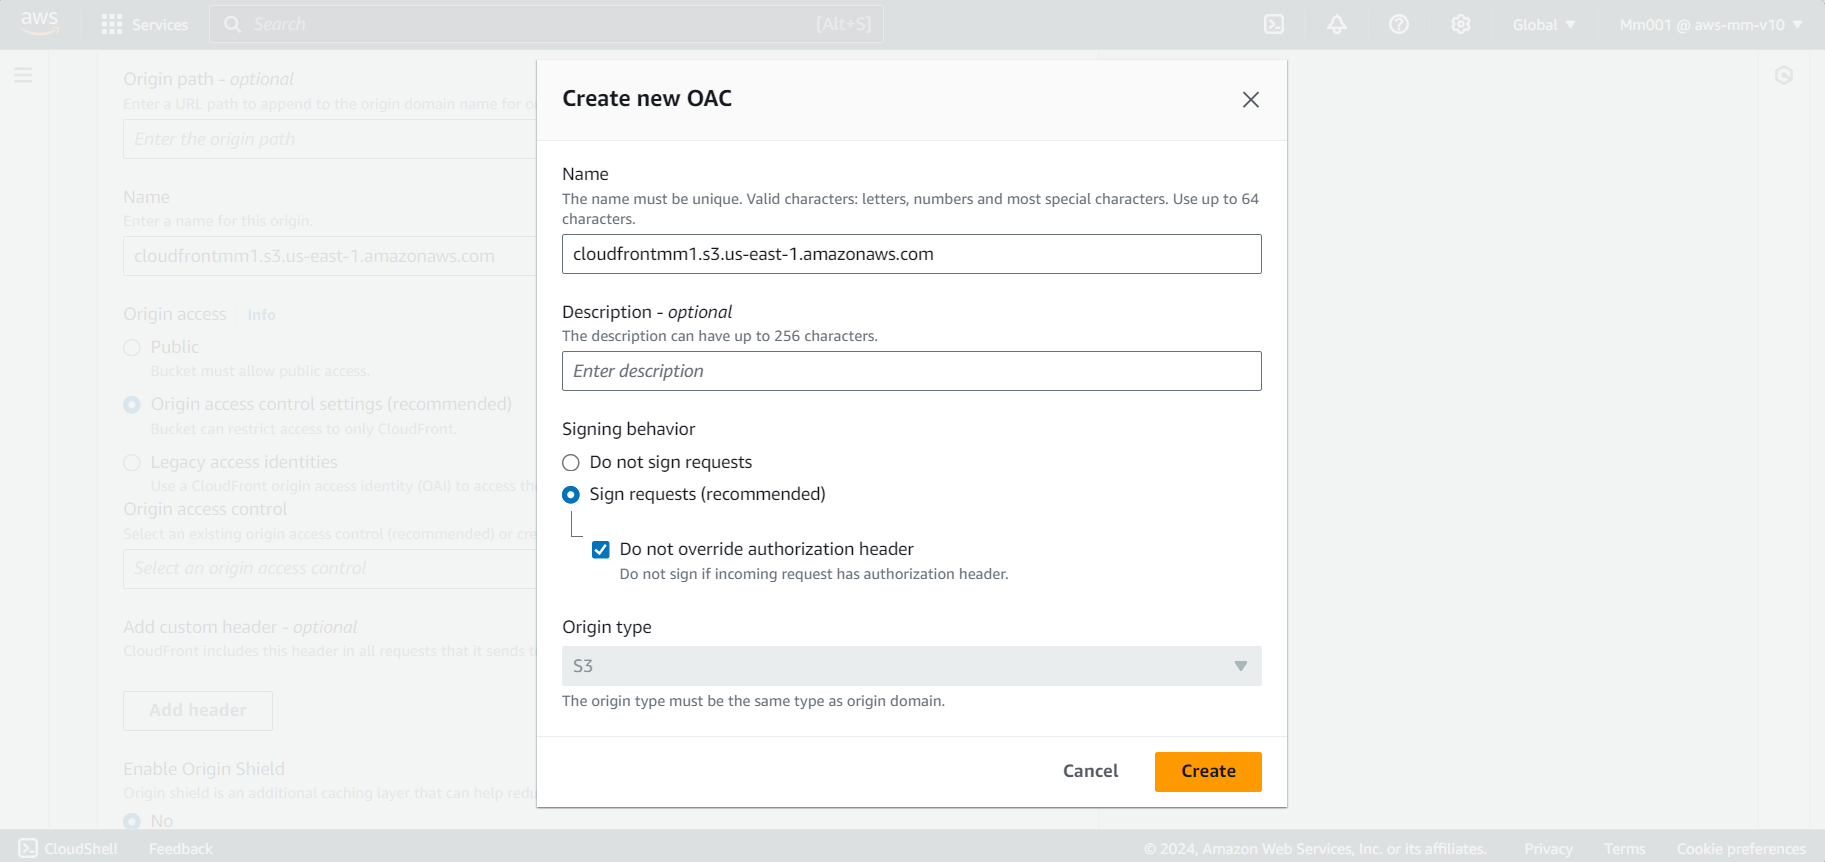 aws
Services
Search
[Alt+S]
Global
Mm001 @ aws-mm-v10
Origin path - optional
Enter a URL path to append to the origin domain name for o
Enter the origin path
Name
Enter a name for this origin.
cloudfrontmm1.s3.us-east-1.amazonaws.com
Origin access
Info
Public
Bucket must allow public access.
Origin access control settings (recommended)
Bucket can restrict access to only CloudFront.
Legacy access identities
Use a CloudFront origin access identity (OAI) to access th
Origin access control
Select an existing origin access control (recommended) or cre
Select an origin access control
Add custom header - optional
CloudFront includes this header in all requests that it sends t
Add header
Enable Origin Shield
Origin shield is an additional caching layer that can help redu
No
Create new OAC
Name
The name must be unique. Valid characters: letters, numbers and most special characters. Use up to 64
characters.
cloudfrontmm1.s3.us-east-1.amazonaws.com
Description - optional
The description can have up to 256 characters.
Enter description
Signing behavior
Do not sign requests
Sign requests (recommended)
Do not override authorization header
Do not sign if incoming request has authorization header.
Origin type
S3
The origin type must be the same type as origin domain.
Cancel
Create
CloudShell
Feedback
© 2024, Amazon Web Services, Inc. or its affiliates.
Privacy
Terms
Cookie preferences